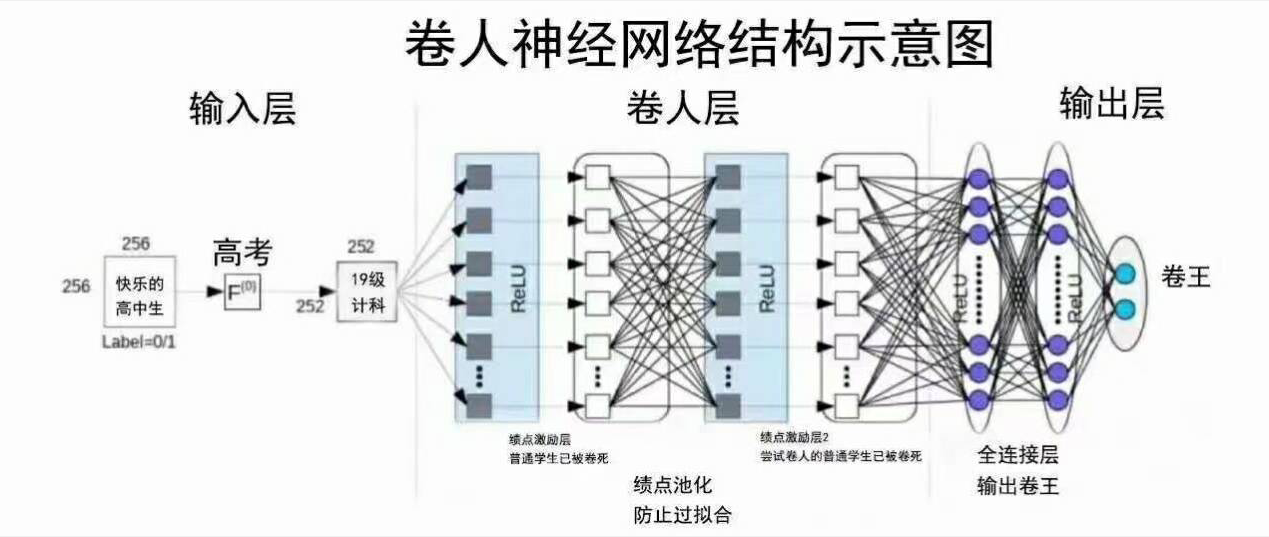 卷人神经网络结构示意图
输入层
卷人层
输出层
256
256
快乐的
高中生
Label=0/1
高考
F(0)
252
252
19级
计科
ReLU
ReLU
ReLU
ReLU
卷王
绩点激励层
普通学生已被卷死
绩点激励层2
尝试卷人的普通学生已被卷死
绩点池化
防止过拟合
全连接层
输出卷王